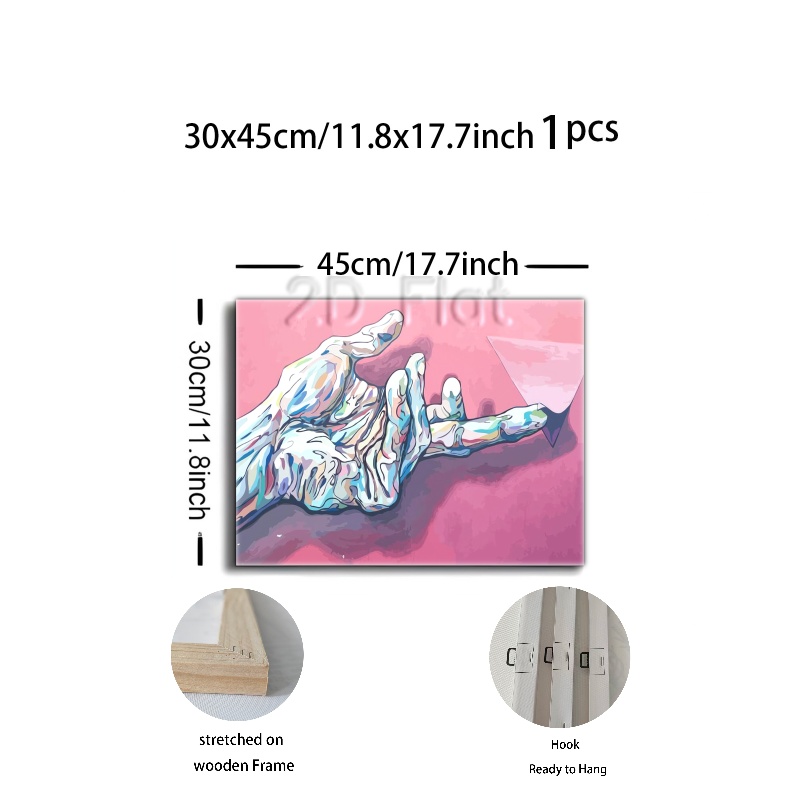 30x45cm/11.8x17.7inch 1pcs
45cm/17.7inch
2.D Flat.
30cm/11.8inch
stretched on
wooden Frame
Hook
Ready to Hang